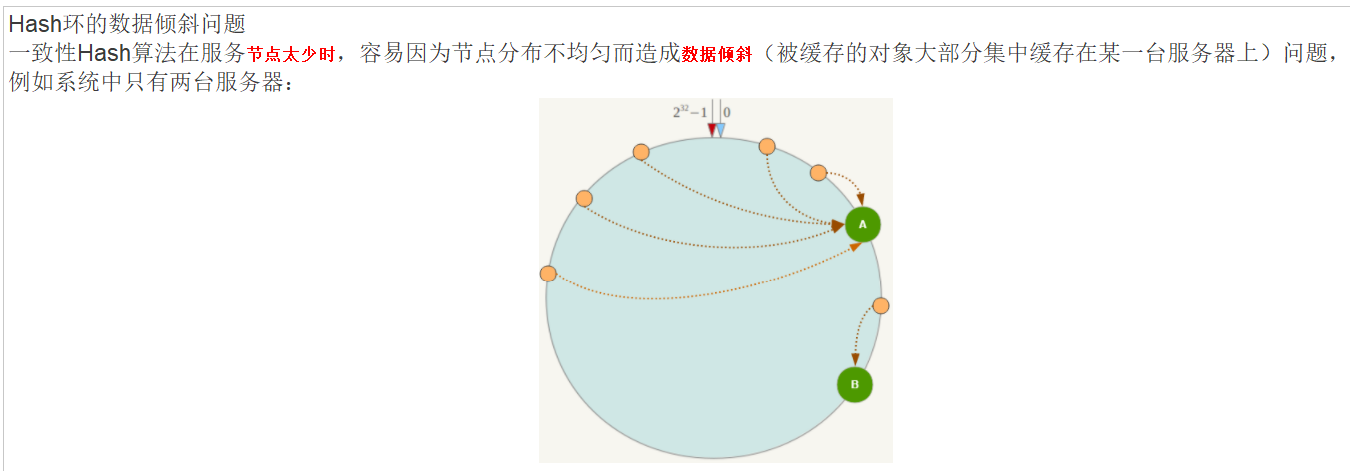 Hash环的数据倾斜问题
一致性Hash算法在服务节点太少时，容易因为节点分布不均匀而造成数据倾斜（被缓存的对象大部分集中缓存在某一台服务器上）问题，
例如系统中只有两台服务器：
2³²−1 0
A
B